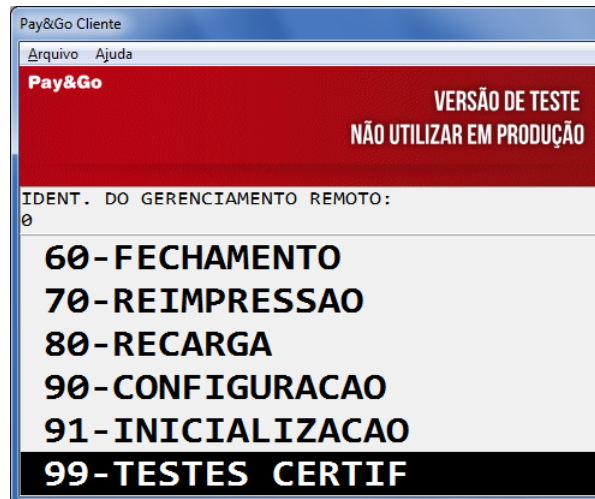 Pay&Go Cliente
Arquivo Ajuda
Pay&Go
VERSÃO DE TESTE
NÃO UTILIZAR EM PRODUÇÃO
IDENT. DO GERENCIAMENTO REMOTO:
0
60-FECHAMENTO
70-REIMPRESSAO
80-RECARGA
90-CONFIGURACAO
91-INICIALIZACAO
99-TESTES CERTIF